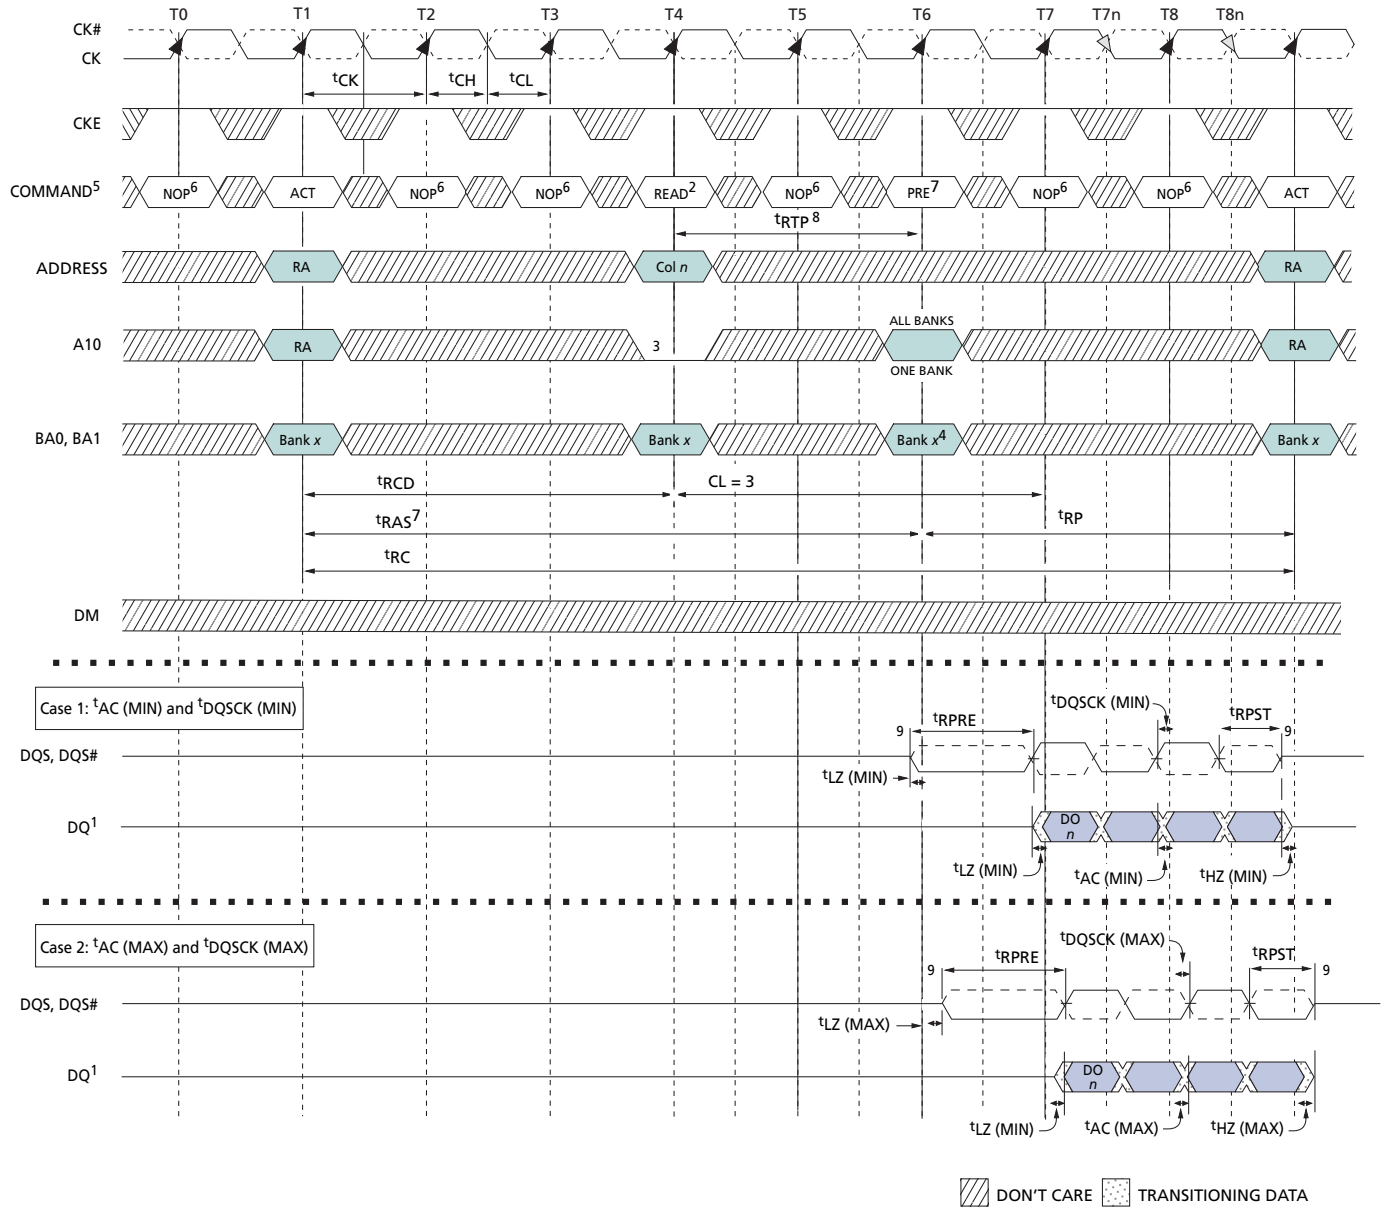 T0 T1 T2 T3 T4 T5 T6 T7 T7n T8 T8n
CK#
CK
tCK tCH tCL
CKE
COMMAND5 NOP6 ACT NOP6 NOP6 READ2 NOP6 PRE7 NOP6 NOP6 ACT
tRTP 8
ADDRESS RA Col n RA
ALL BANKS
A10 RA 3 RA
ONE BANK
BA0, BA1 Bank x Bank x Bank x4 Bank x
tRCD CL = 3
tRAS7 tRP
tRC
DM
Case 1: tAC (MIN) and tDQSCK (MIN)
tDQSCK (MIN)
9 tRPRE tRPST 9
DQS, DQS#
tLZ (MIN)
DQ1 DO
n
tLZ (MIN) tAC (MIN) tHZ (MIN)
Case 2: tAC (MAX) and tDQSCK (MAX)
tDQSCK (MAX)
9 tRPRE tRPST 9
DQS, DQS#
tLZ (MAX)
DQ1 DO
n
tLZ (MIN) tAC (MAX) tHZ (MAX)
DON'T CARE TRANSITIONING DATA